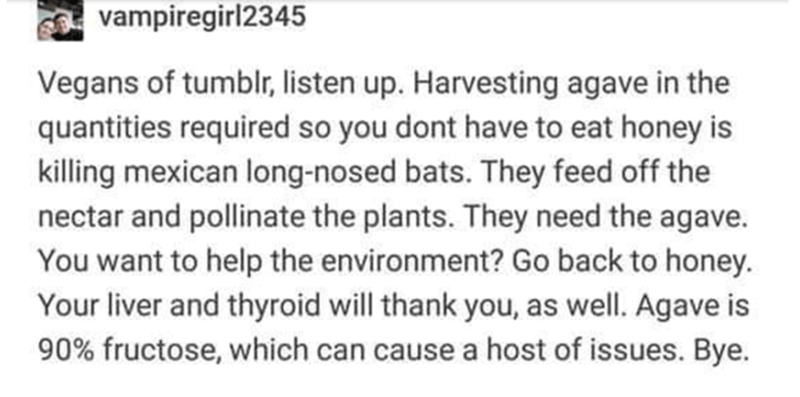 vampiregirl2345
Vegans of tumblr, listen up. Harvesting agave in the
quantities required so you dont have to eat honey is
killing mexican long-nosed bats. They feed off the
nectar and pollinate the plants. They need the agave.
You want to help the environment? Go back to honey.
Your liver and thyroid will thank you, as well. Agave is
90% fructose, which can cause a host of issues. Bye.